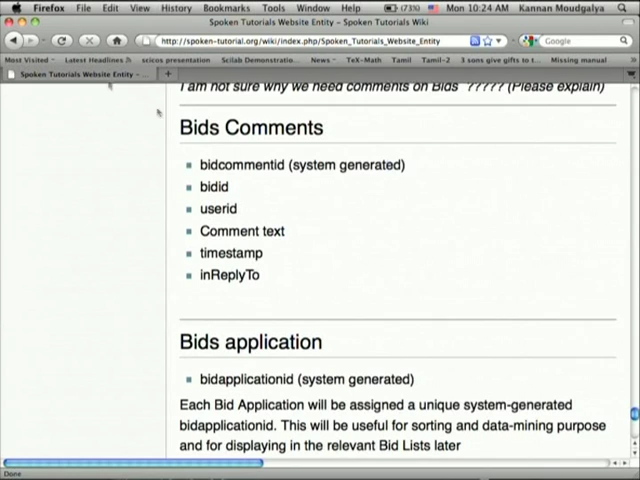 Firefox File Edit View History Bookmarks Tools Window Help (73%) Mon 10:24 AM Kannan Moudgalya
Spoken Tutorials Website Entity – Spoken Tutorials Wiki
http://spoken-tutorial.org/wiki/index.php/Spoken_Tutorials_Website_Entity Google
Most Visited Latest Headlines scicos presentation Scilab Demonstratio... News TeX-Math Tamil Tamil-2 3 sons give gifts to t... Missing manual
Spoken Tutorials Website Entity – ...
I am not sure why we need comments on Bids" ????? (Please explain)
Bids Comments
bidcommentid (system generated)
bidid
userid
Comment text
timestamp
inReplyTo
Bids application
bidapplicationid (system generated)
Each Bid Application will be assigned a unique system-generated
bidapplicationid. This will be useful for sorting and data-mining purpose
and for displaying in the relevant Bid Lists later
Done